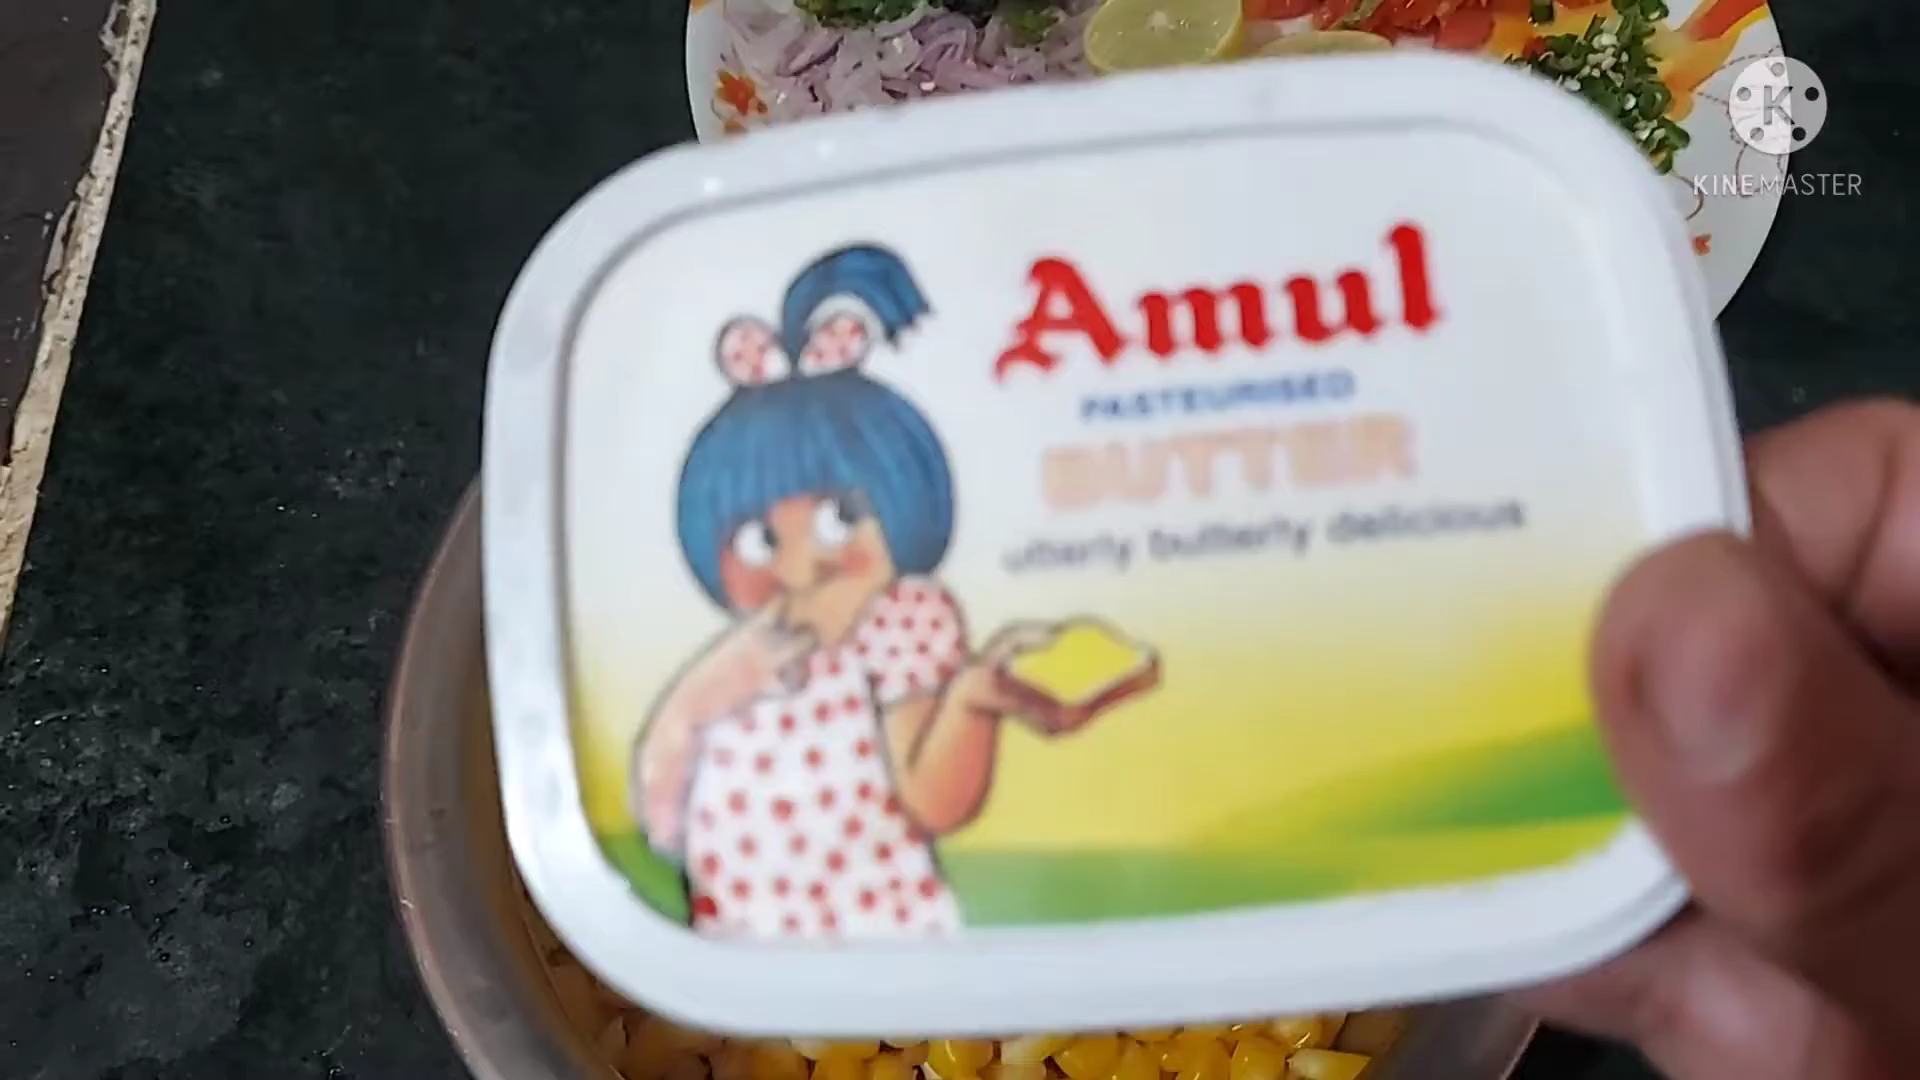 K
KINEMASTER
Amul
PASTEURISED
BUTTER
utterly butterly delicious